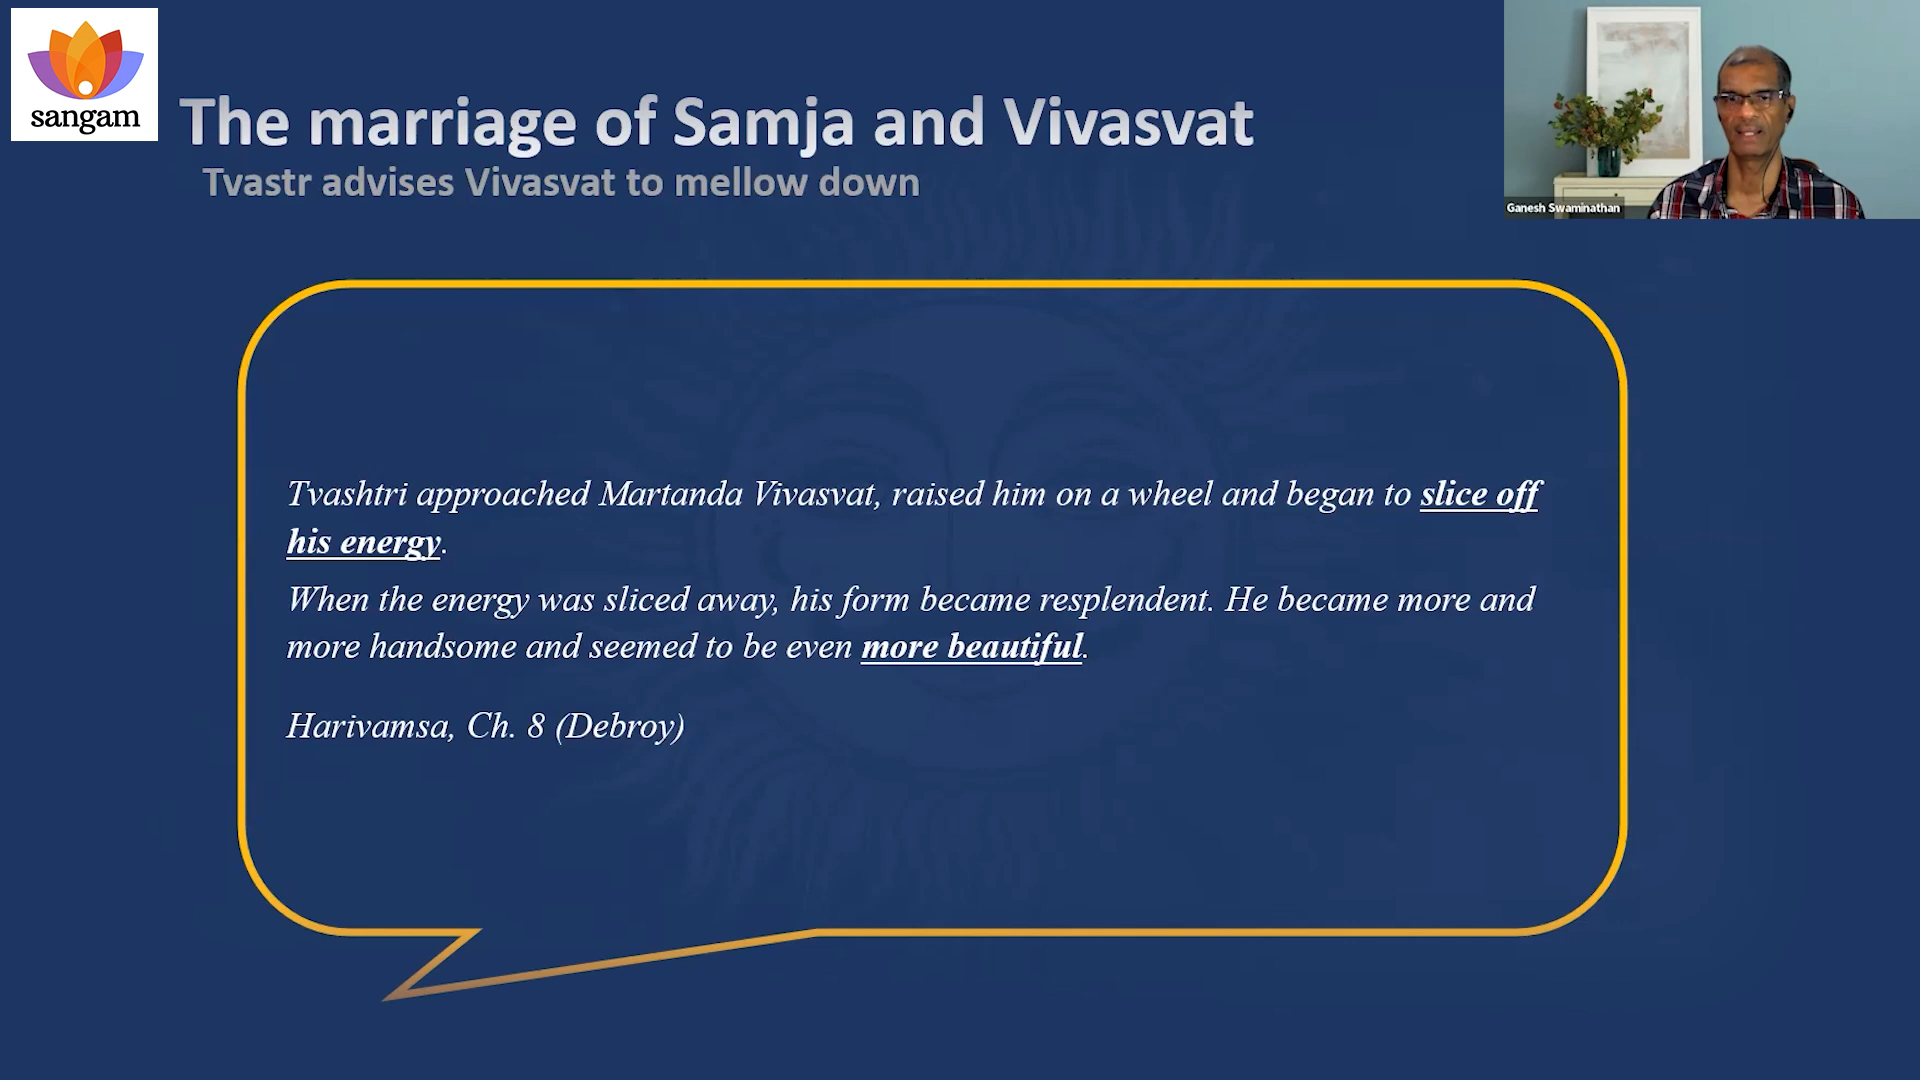 sangam
The marriage of Samja and Vivasvat
Tvastr advises Vivasvat to mellow down
Ganesh Swaminathan
Tvashtri approached Martanda Vivasvat, raised him on a wheel and began to slice off
his energy.
When the energy was sliced away, his form became resplendent. He became more and
more handsome and seemed to be even more beautiful.
Harivamsa, Ch. 8 (Debroy)